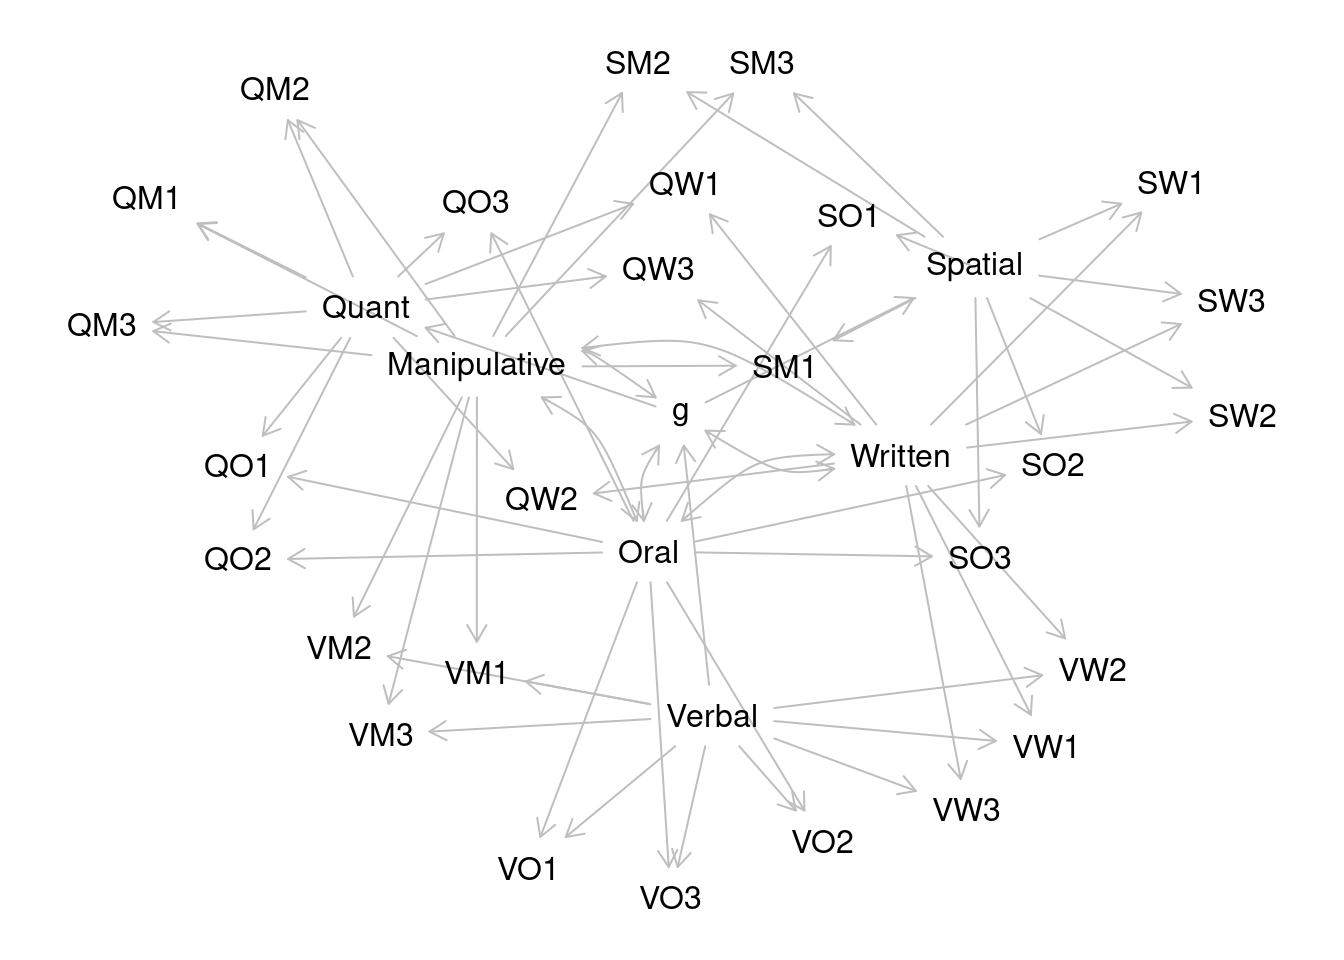 SM2
SM3
QM2
QM1
QO3
QW1
SO1
SW1
Spatial
QW3
Quant
SW3
QM3
Manipulative
SM1
g
SW2
Written
QO1
SO2
QW2
Oral
QO2
SO3
VM2
VM1
VW2
Verbal
VM3
VW1
VW3
VO2
VO1
VO3